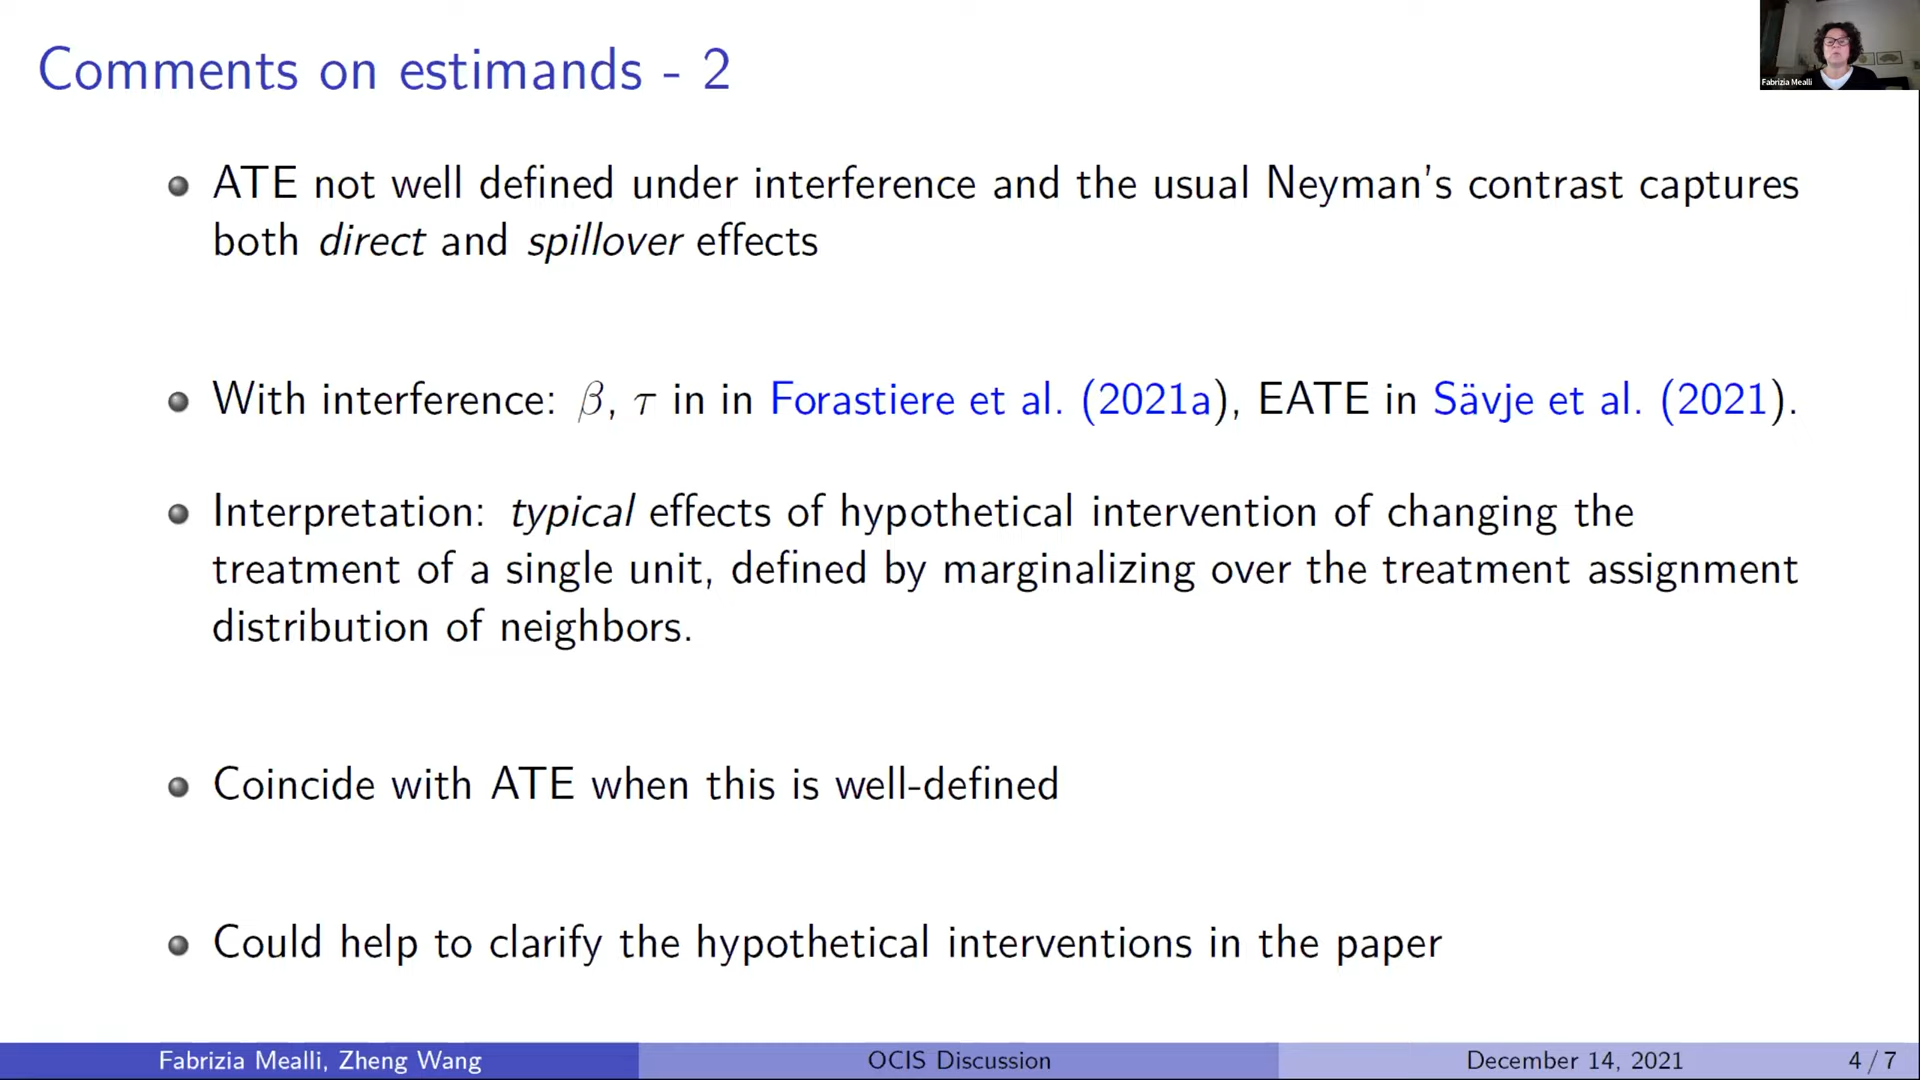 Comments on estimands - 2
Fabrizia Mealli
ATE not well defined under interference and the usual Neyman's contrast captures
both direct and spillover effects
With interference: β, τ in in Forastiere et al. (2021a), EATE in Sävje et al. (2021).
Interpretation: typical effects of hypothetical intervention of changing the
treatment of a single unit, defined by marginalizing over the treatment assignment
distribution of neighbors.
Coincide with ATE when this is well-defined
Could help to clarify the hypothetical interventions in the paper
Fabrizia Mealli, Zheng Wang OCIS Discussion December 14, 2021 4 / 7